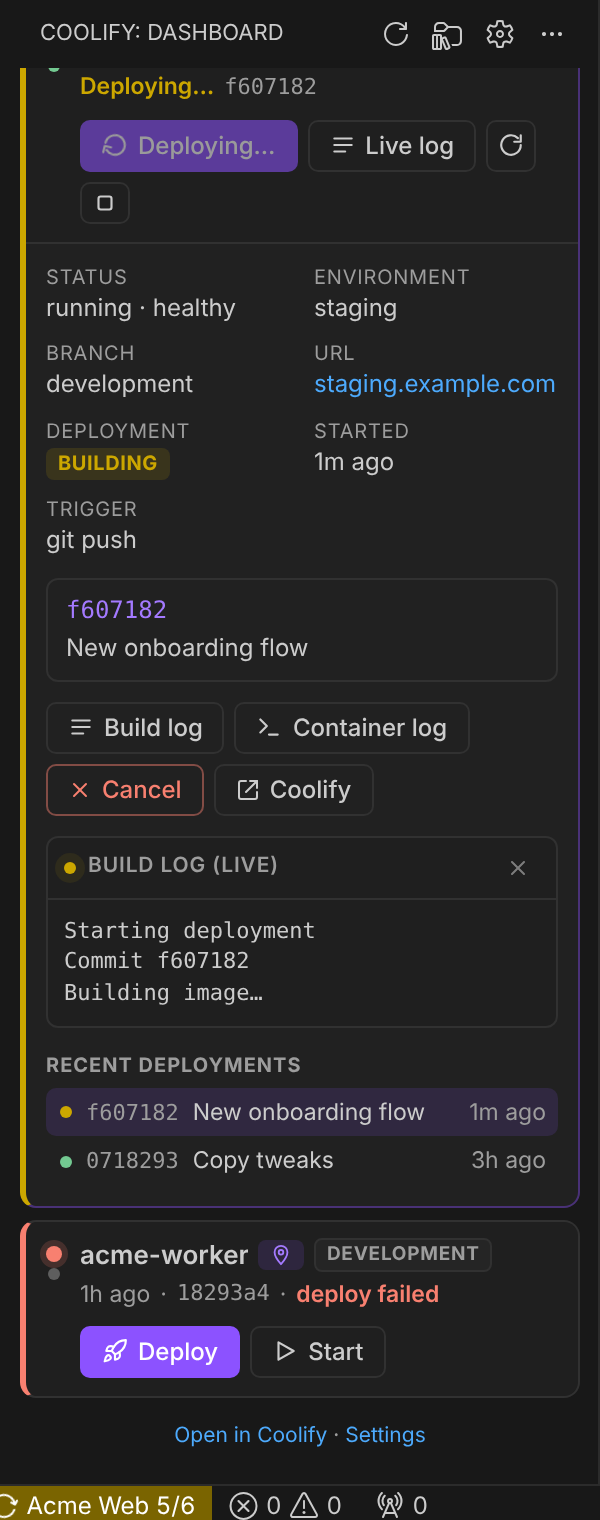 COOLIFY: DASHBOARD
Deploying... f607182
Deploying...
Live log
STATUS
running · healthy
ENVIRONMENT
staging
BRANCH
development
URL
staging.example.com
DEPLOYMENT
BUILDING
STARTED
1m ago
TRIGGER
git push
f607182
New onboarding flow
Build log
Container log
Cancel
Coolify
BUILD LOG (LIVE)
Starting deployment
Commit f607182
Building image…
RECENT DEPLOYMENTS
f607182 New onboarding flow 1m ago
0718293 Copy tweaks 3h ago
acme-worker DEVELOPMENT
1h ago · 18293a4 · deploy failed
Deploy
Start
Open in Coolify · Settings
Acme Web 5/6 0 0 0